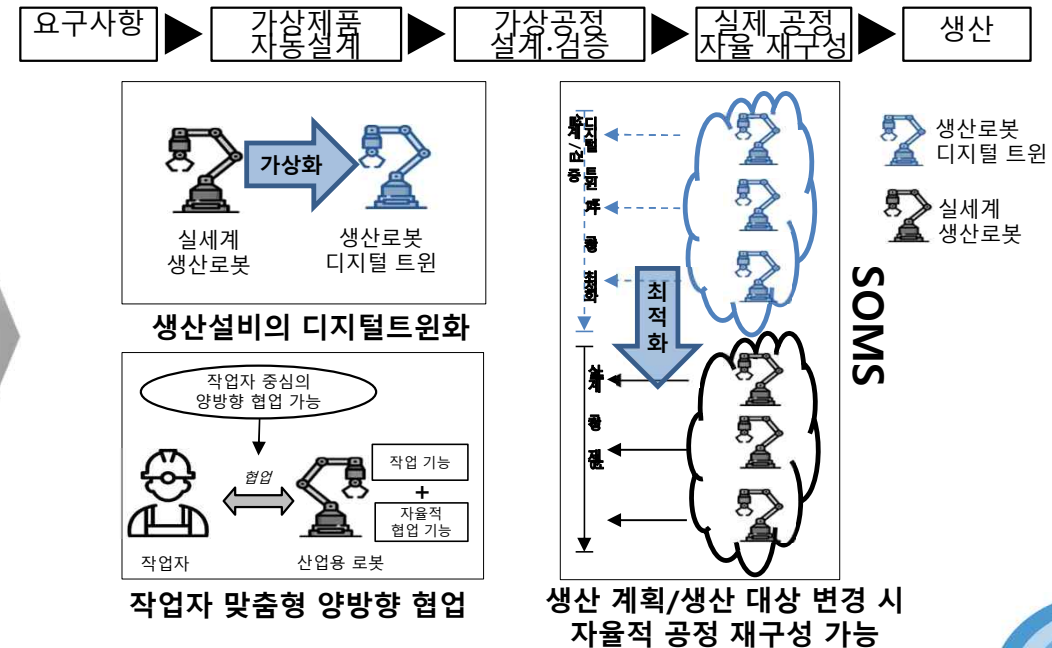 요구사항
가상제품
자동설계
가상공정
설계·검증
실제 공정
자율 재구성
생산
가상화
실세계
생산로봇
생산로봇
디지털 트윈
생산설비의 디지털트윈화
작업자 중심의
양방향 협업 가능
협업
작업 기능
+
자율적
협업 기능
작업자
산업용 로봇
작업자 맞춤형 양방향 협업
디지털 트윈
최적화
생산로봇
디지털 트윈
실세계
생산로봇
SOMS
생산 계획/생산 대상 변경 시
자율적 공정 재구성 가능